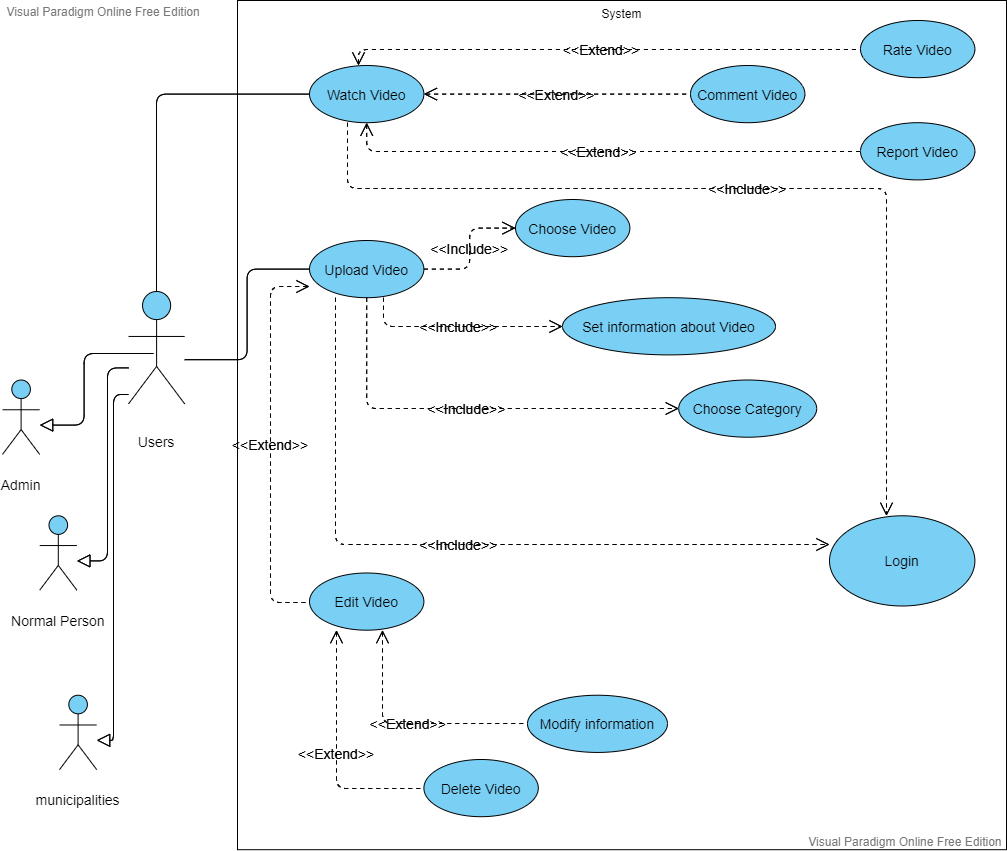 Visual Paradigm Online Free Edition
System
<<Extend>>
Rate Video
Watch Video
<<Extend>>
Comment Video
<<Extend>>
Report Video
<<Include>>
Choose Video
<<Include>>
Upload Video
<<Include>>
Set information about Video
<<Include>>
Choose Category
Users
<<Extend>>
Admin
<<Include>>
Login
Edit Video
Normal Person
<<Extend>>
Modify information
<<Extend>>
Delete Video
municipalities
Visual Paradigm Online Free Edition